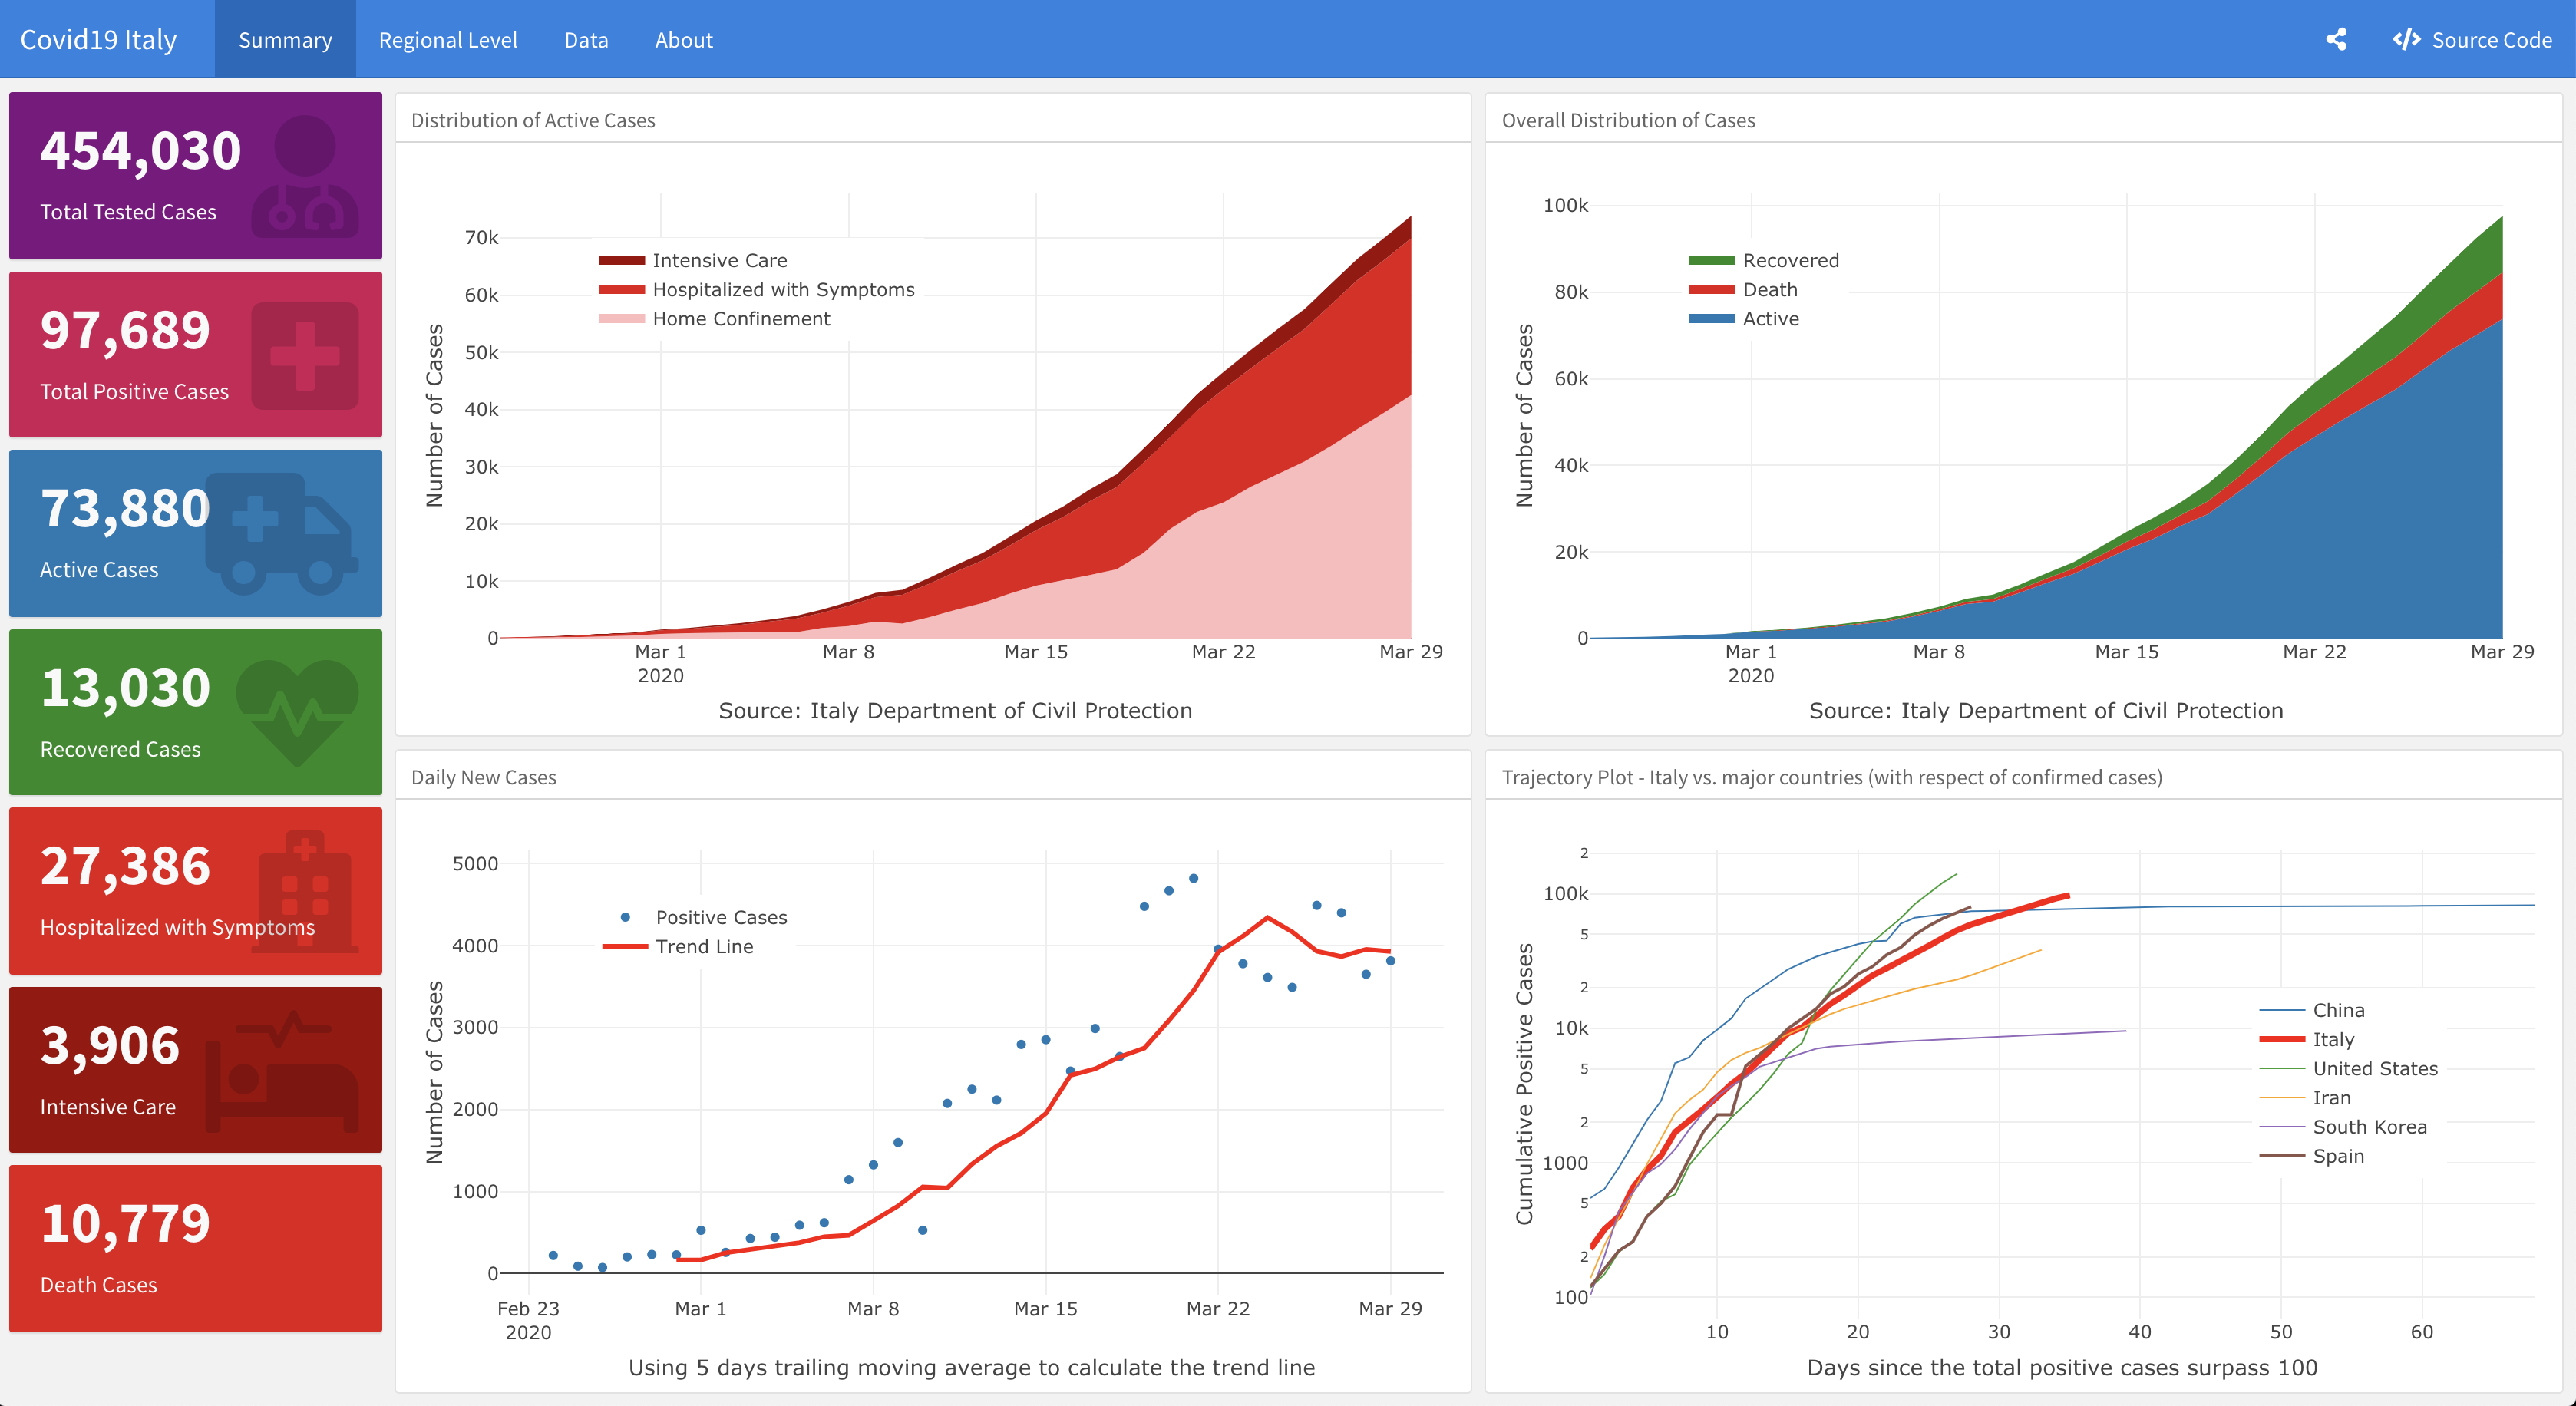 Covid19 Italy
Summary
Regional Level
Data
About
Source Code
454,030
Total Tested Cases
97,689
Total Positive Cases
73,880
Active Cases
13,030
Recovered Cases
27,386
Hospitalized with Symptoms
3,906
Intensive Care
10,779
Death Cases
Distribution of Active Cases
Number of Cases
70k
60k
50k
40k
30k
20k
10k
0
Intensive Care
Hospitalized with Symptoms
Home Confinement
Mar 1
2020
Mar 8
Mar 15
Mar 22
Mar 29
Source: Italy Department of Civil Protection
Overall Distribution of Cases
Number of Cases
100k
80k
60k
40k
20k
0
Recovered
Death
Active
Mar 1
2020
Mar 8
Mar 15
Mar 22
Mar 29
Source: Italy Department of Civil Protection
Daily New Cases
Number of Cases
5000
4000
3000
2000
1000
0
Positive Cases
Trend Line
Feb 23
2020
Mar 1
Mar 8
Mar 15
Mar 22
Mar 29
Using 5 days trailing moving average to calculate the trend line
Trajectory Plot - Italy vs. major countries (with respect of confirmed cases)
Cumulative Positive Cases
2
100k
5
2
10k
5
2
1000
5
2
100
China
Italy
United States
Iran
South Korea
Spain
10
20
30
40
50
60
Days since the total positive cases surpass 100